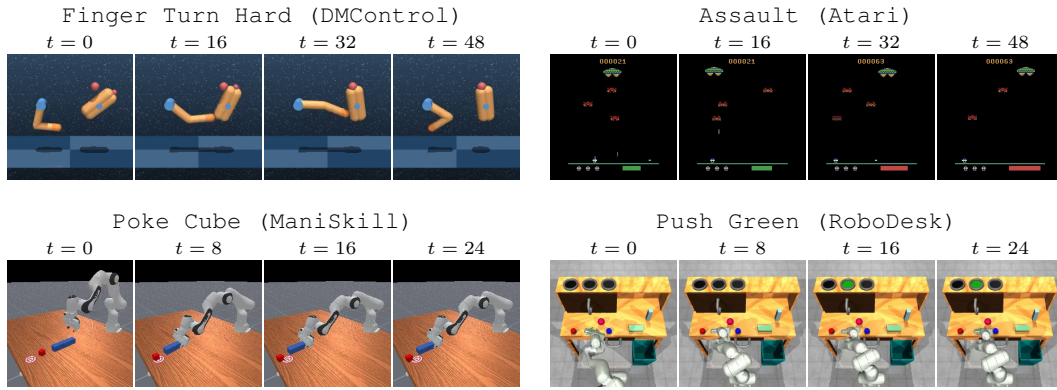 Finger Turn Hard (DMControl)
t = 0 t = 16 t = 32 t = 48
Assault (Atari)
t = 0 t = 16 t = 32 t = 48
000021 000021 000063 000063
Poke Cube (ManiSkill)
t = 0 t = 8 t = 16 t = 24
Push Green (RoboDesk)
t = 0 t = 8 t = 16 t = 24